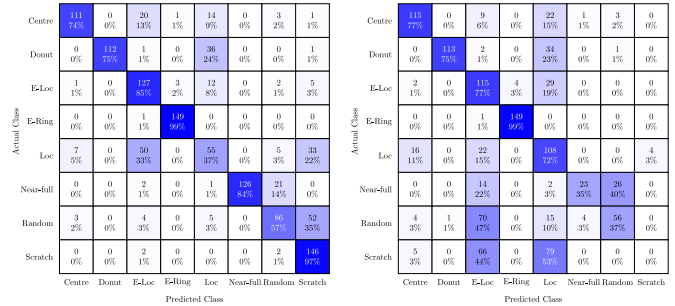 Actual Class
Centre 111 0 20 1 14 0 3 1
74% 0% 13% 1% 9% 0% 2% 1%
Donut 0 112 1 0 36 0 0 1
0% 75% 1% 0% 24% 0% 0% 1%
E-Loc 1 0 127 3 12 0 2 5
1% 0% 85% 2% 8% 0% 1% 3%
E-Ring 0 0 1 149 0 0 0 0
0% 0% 1% 99% 0% 0% 0% 0%
Loc 7 0 50 0 55 0 5 33
5% 0% 33% 0% 37% 0% 3% 22%
Near-full 0 0 2 0 1 126 21 0
0% 0% 1% 0% 1% 84% 14% 0%
Random 3 0 4 0 5 0 86 52
2% 0% 3% 0% 3% 0% 57% 35%
Scratch 0 0 2 0 0 0 2 146
0% 0% 1% 0% 0% 0% 1% 97%
Centre Donut E-Loc E-Ring Loc Near-full Random Scratch
Predicted Class
Actual Class
Centre 115 0 9 0 22 1 3 0
77% 0% 6% 0% 15% 1% 2% 0%
Donut 0 113 2 0 34 0 1 0
0% 75% 1% 0% 23% 0% 1% 0%
E-Loc 2 0 115 4 29 0 0 0
1% 0% 77% 3% 19% 0% 0% 0%
E-Ring 0 0 1 149 0 0 0 0
0% 0% 1% 99% 0% 0% 0% 0%
Loc 16 0 22 0 108 0 0 4
11% 0% 15% 0% 72% 0% 0% 3%
Near-full 0 0 14 0 2 23 26 0
0% 0% 22% 0% 3% 35% 40% 0%
Random 4 1 70 0 15 4 56 0
3% 1% 47% 0% 10% 3% 37% 0%
Scratch 5 0 66 0 79 0 0 0
3% 0% 44% 0% 53% 0% 0% 0%
Centre Donut E-Loc E-Ring Loc Near-full Random Scratch
Predicted Class